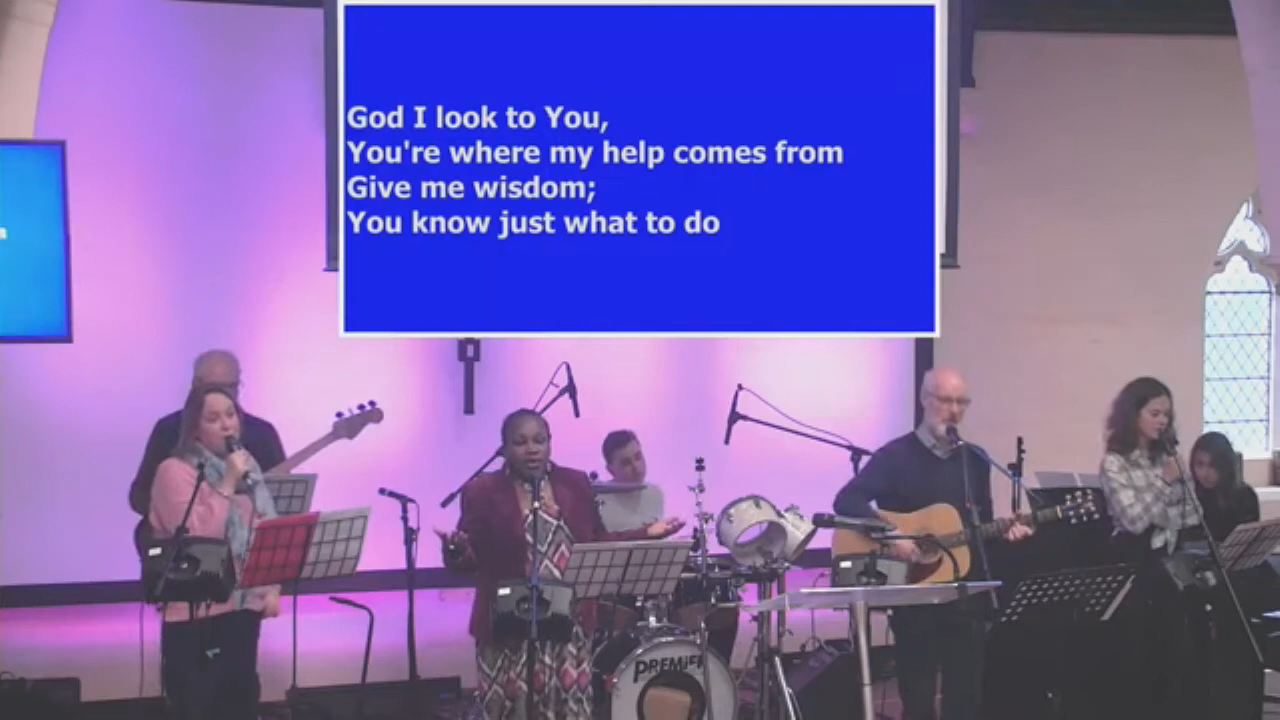 God I look to You,
You're where my help comes from
Give me wisdom;
You know just what to do
PREMIER